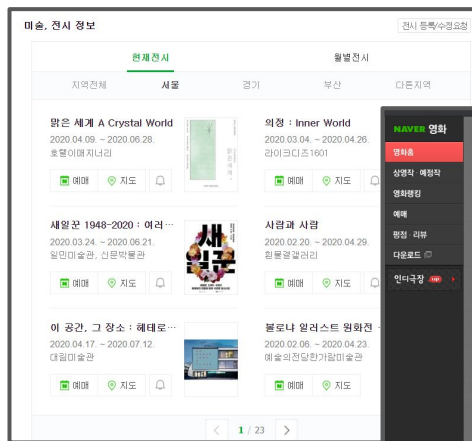 미술, 전시 정보
전시 등록/수정요청
현재전시
월별전시
지역전체
서울
경기
부산
다른지역
맑은 세계 A Crystal World
2020.04.09. ~ 2020.06.28.
호텔이매지너리
예매
지도
의정 : Inner World
2020.03.04. ~ 2020.04.26.
라이크디즈1601
예매
지도
새일꾼 1948-2020 : 여러…
2020.03.24. ~ 2020.06.21.
일민미술관, 신문박물관
예매
지도
새
일꾼
사람과 사람
2020.02.20. ~ 2020.04.29.
흰물결갤러리
예매
지도
이 공간, 그 장소 : 헤테로…
2020.04.17. ~ 2020.07.12.
대림미술관
예매
지도
볼로냐 일러스트 원화전
2020.02.06. ~ 2020.04.23.
예술의전당한가람미술관
예매
지도
1 / 23
NAVER 영화
영화홈
상영작 · 예정작
영화랭킹
예매
평점 · 리뷰
다운로드
인디극장 up